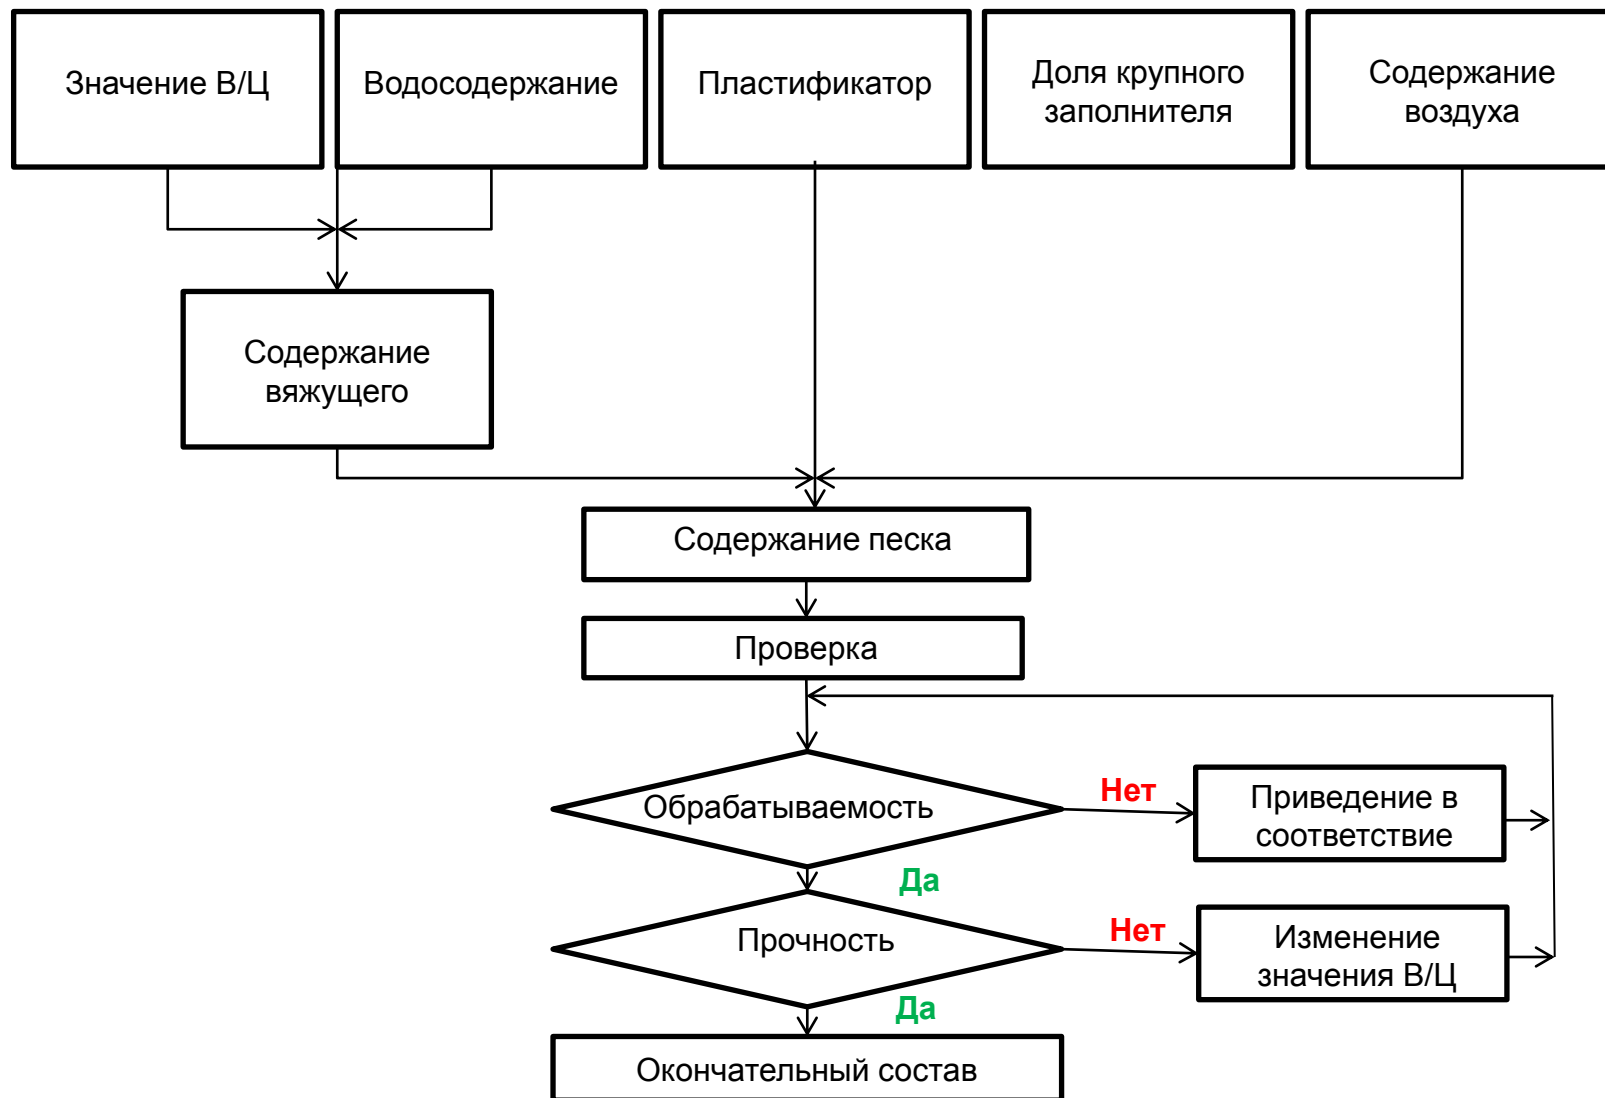 Значение В/Ц
Водосодержание
Пластификатор
Доля крупного
заполнителя
Содержание
воздуха
Содержание
вяжущего
Содержание песка
Проверка
Обрабатываемость
Нет
Приведение в
соответствие
Да
Прочность
Нет
Изменение
значения В/Ц
Да
Окончательный состав